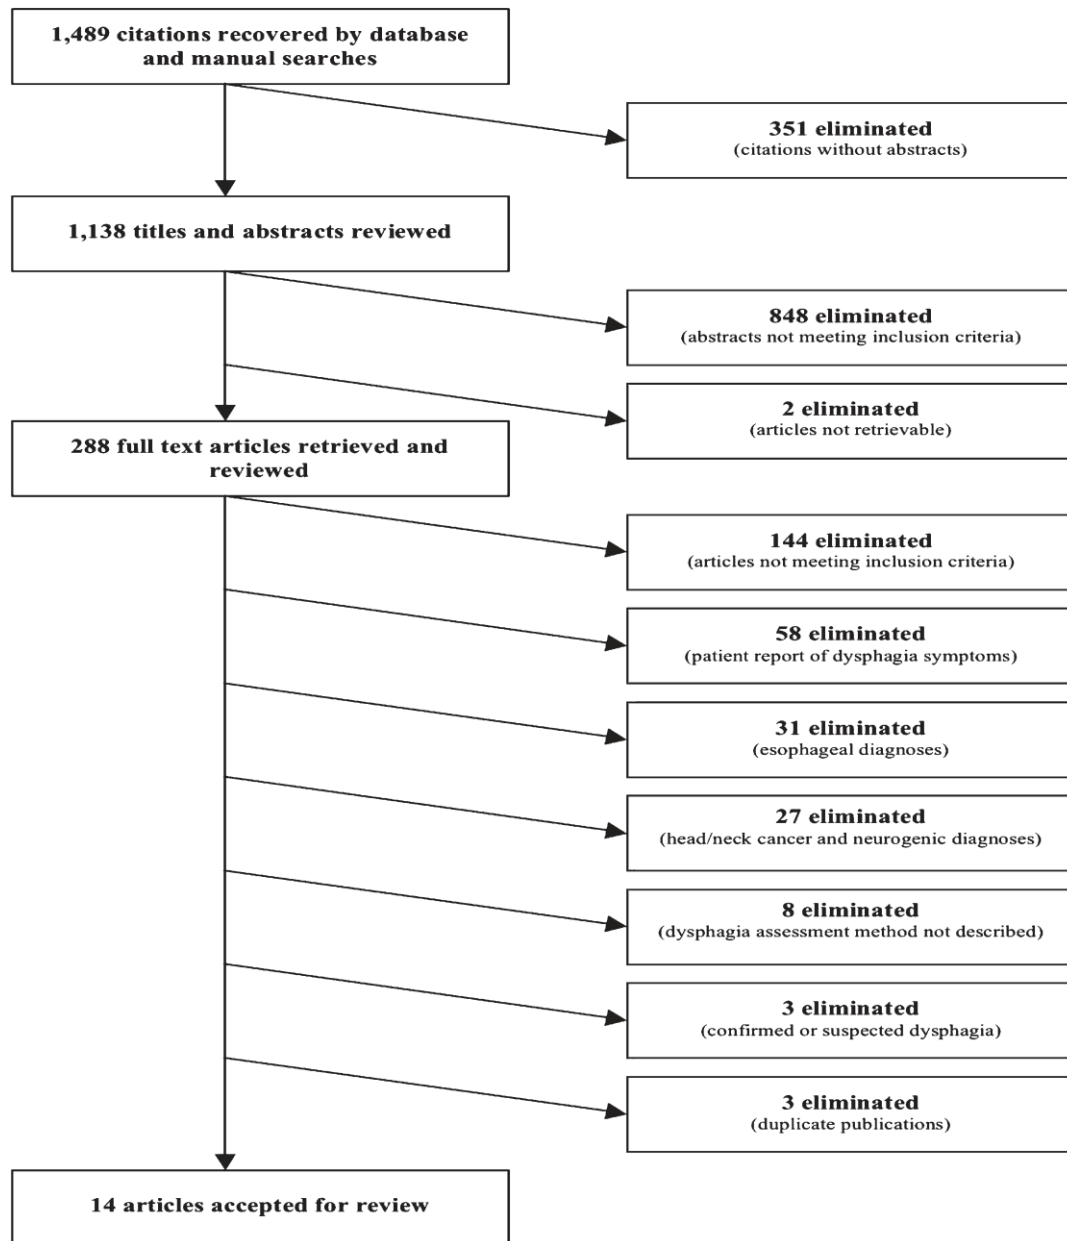 1,489 citations recovered by database
and manual searches
351 eliminated
(citations without abstracts)
1,138 titles and abstracts reviewed
848 eliminated
(abstracts not meeting inclusion criteria)
2 eliminated
(articles not retrievable)
288 full text articles retrieved and
reviewed
144 eliminated
(articles not meeting inclusion criteria)
58 eliminated
(patient report of dysphagia symptoms)
31 eliminated
(esophageal diagnoses)
27 eliminated
(head/neck cancer and neurogenic diagnoses)
8 eliminated
(dysphagia assessment method not described)
3 eliminated
(confirmed or suspected dysphagia)
3 eliminated
(duplicate publications)
14 articles accepted for review